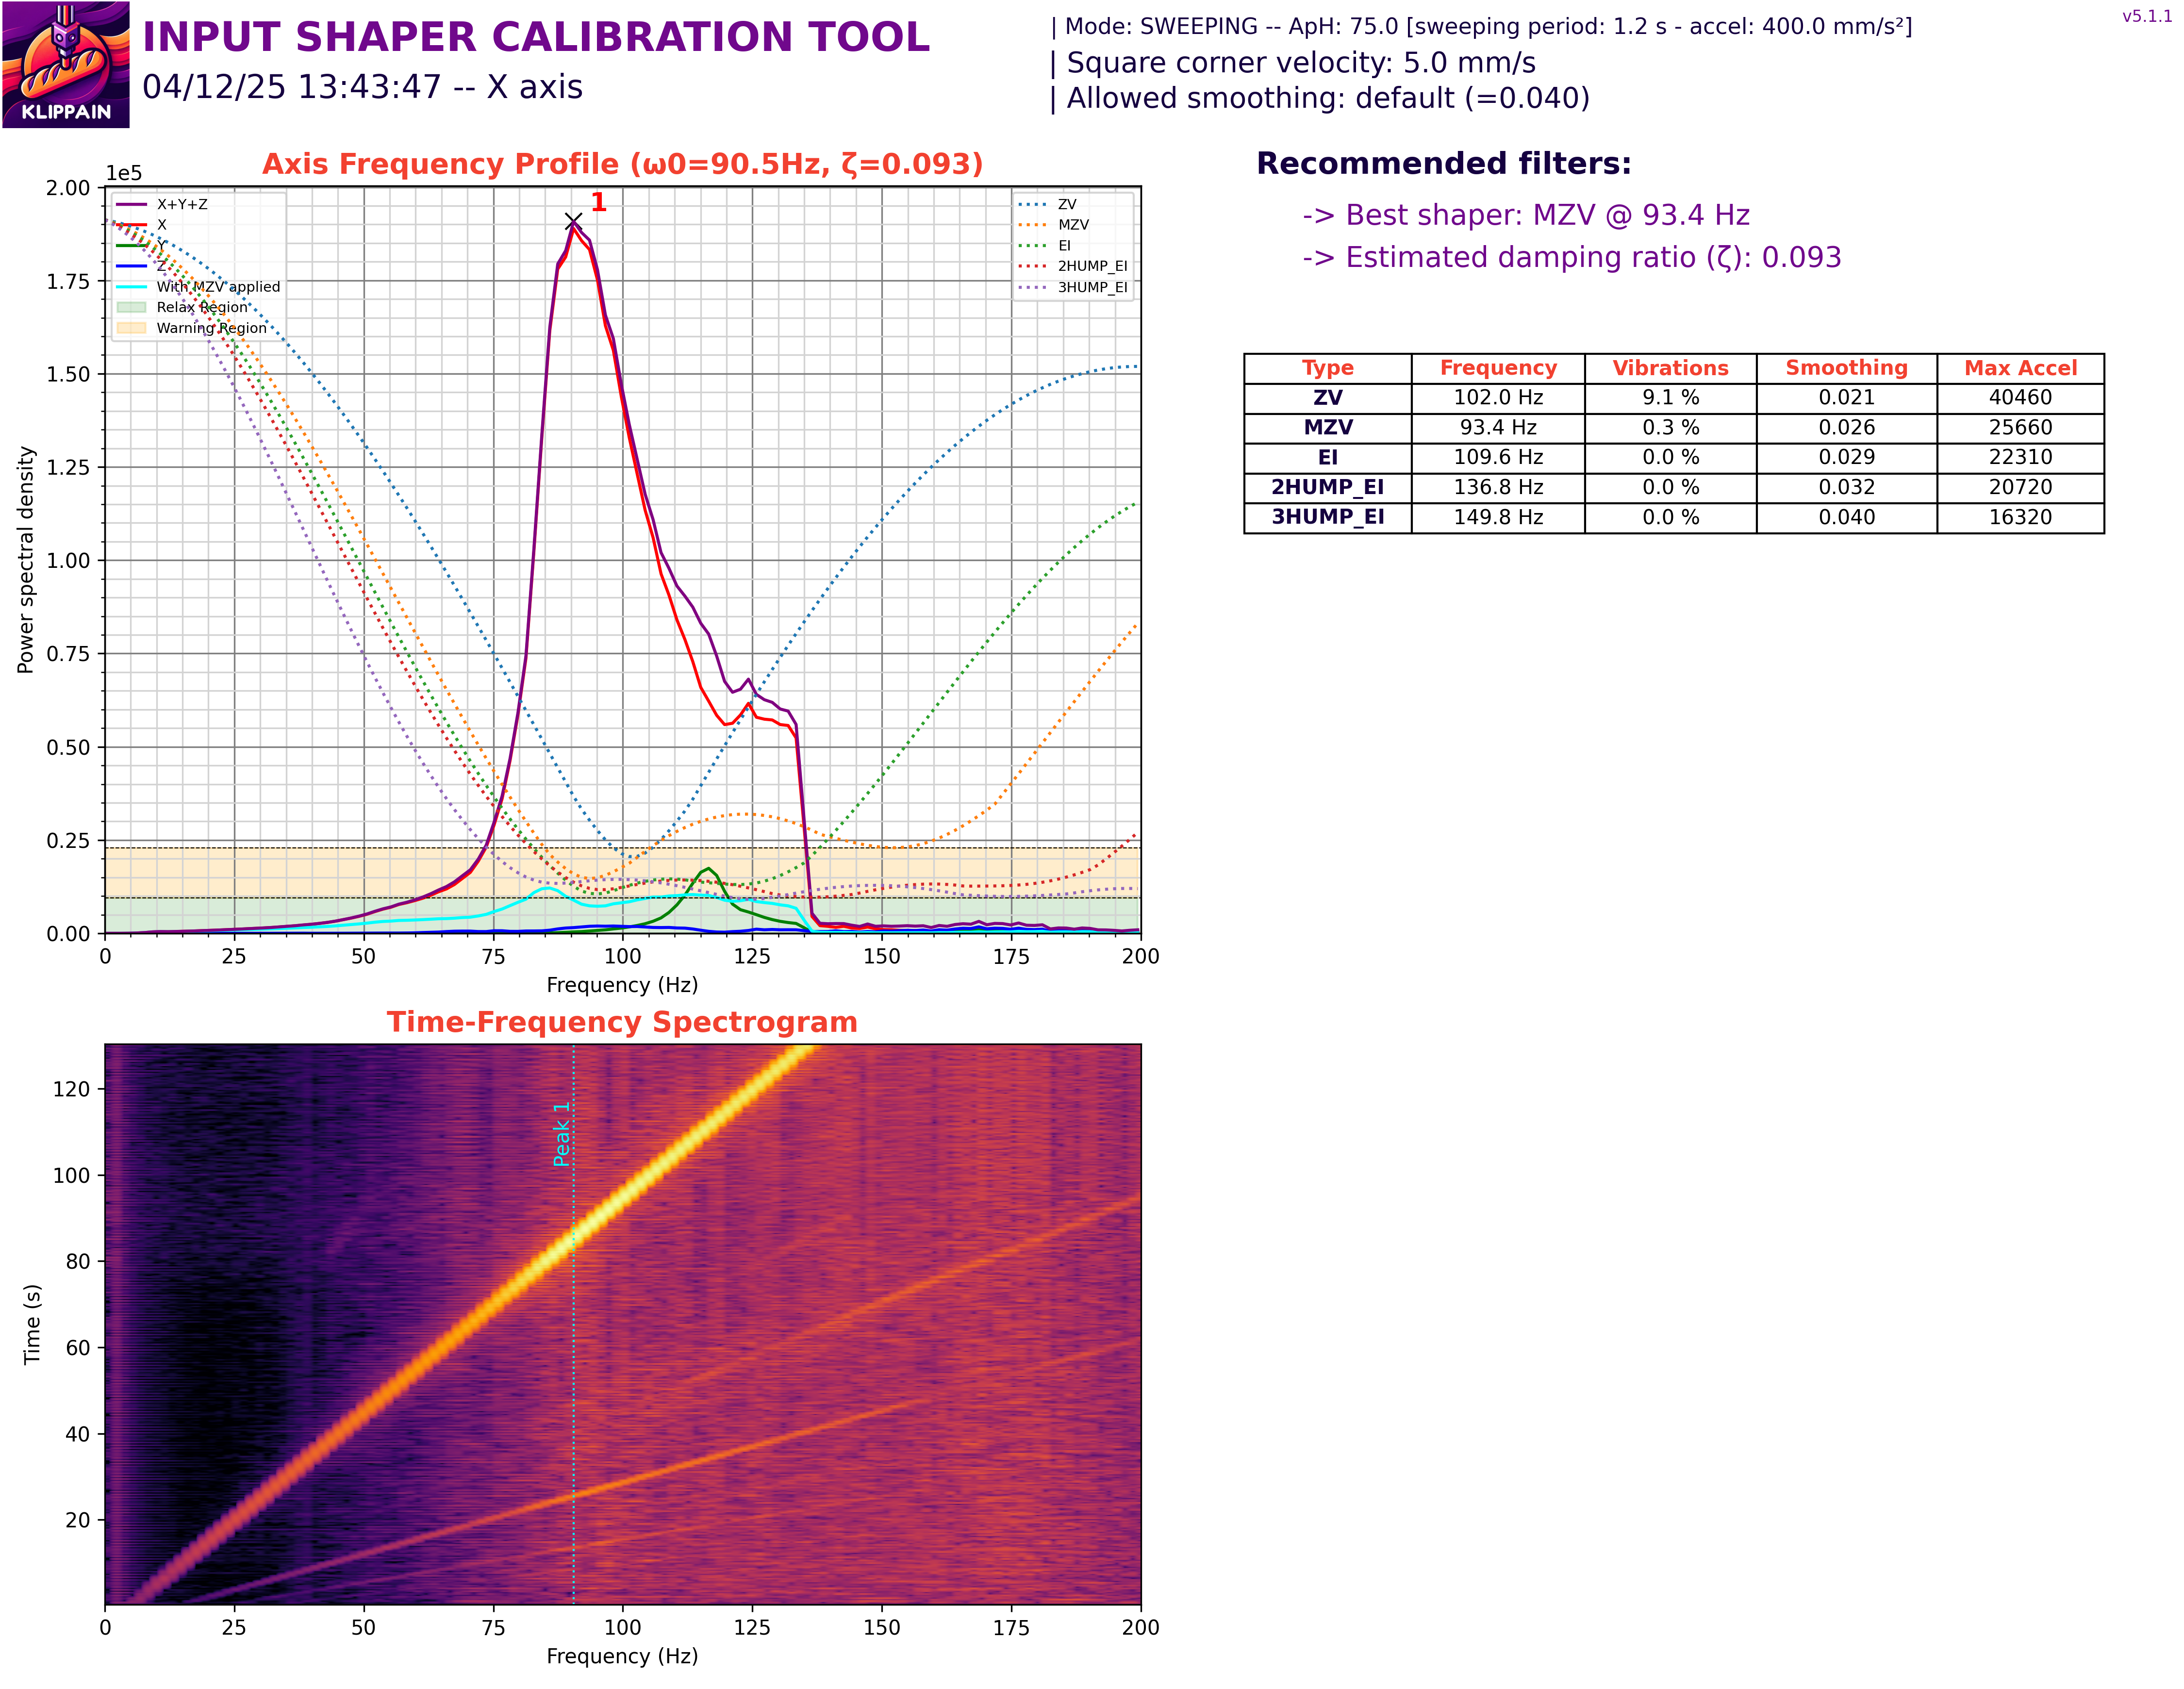 KLIPPAIN
INPUT SHAPER CALIBRATION TOOL
04/12/25 13:43:47 -- X axis
| Mode: SWEEPING -- ApH: 75.0 [sweeping period: 1.2 s - accel: 400.0 mm/s²]
| Square corner velocity: 5.0 mm/s
| Allowed smoothing: default (=0.040)
v5.1.1
Axis Frequency Profile (ω0=90.5Hz, ζ=0.093)
1e5
2.00
1.75
1.50
1.25
1.00
0.75
0.50
0.25
0.00
Power spectral density
X+Y+Z
X
Y
Z
With MZV applied
Relax Region
Warning Region
1
ZV
MZV
EI
2HUMP_EI
3HUMP_EI
0 25 50 75 100 125 150 175 200
Frequency (Hz)
Recommended filters:
-> Best shaper: MZV @ 93.4 Hz
-> Estimated damping ratio (ζ): 0.093
Type Frequency Vibrations Smoothing Max Accel
ZV 102.0 Hz 9.1 % 0.021 40460
MZV 93.4 Hz 0.3 % 0.026 25660
EI 109.6 Hz 0.0 % 0.029 22310
2HUMP_EI 136.8 Hz 0.0 % 0.032 20720
3HUMP_EI 149.8 Hz 0.0 % 0.040 16320
Time-Frequency Spectrogram
120
100
80
60
40
20
Time (s)
Peak 1
0 25 50 75 100 125 150 175 200
Frequency (Hz)